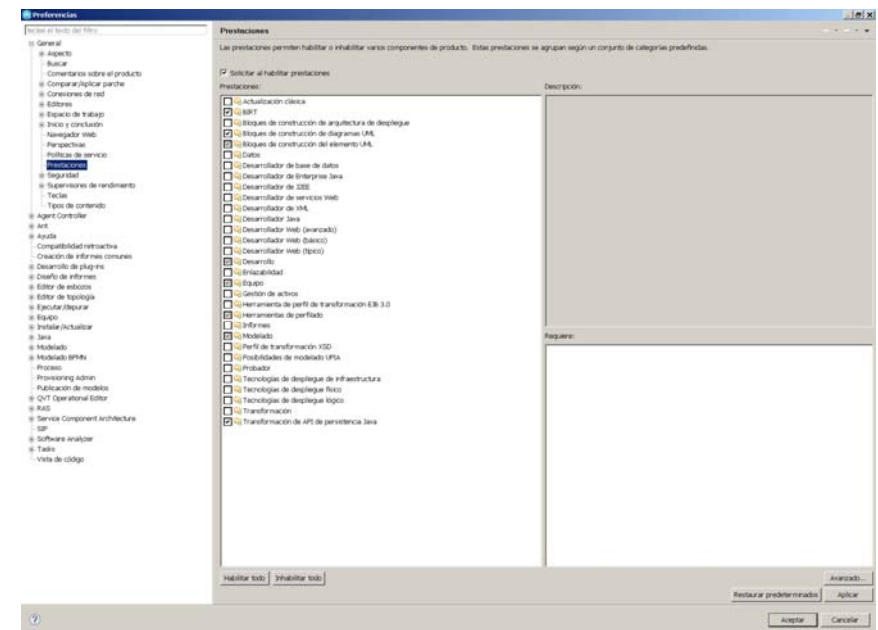 Preferencias
Prestaciones
Las prestaciones permiten habilitar o inhabilitar varios componentes de producto. Estas prestaciones se agrupan según un conjunto de categorías predefinidas.
Solicitar al habilitar prestaciones
Prestaciones:
Descripción:
General
Aspecto
Buscar
Comentarios sobre el producto
Comparar/Aplicar parche
Conexiones de red
Editores
Espacio de trabajo
Inicio y conclusión
Navegador Web
Perspectivas
Políticas de servicio
Prestaciones
Seguridad
Supervisores de rendimiento
Teclas
Tipos de contenido
Agent Controller
Ant
Ayuda
Compatibilidad retroactiva
Creación de informes comunes
Desarrollo de plug-ins
Diseño de informes
Editor de esbozos
Editor de topología
Ejecutar/depurar
Equipo
Instalar/Actualizar
Java
Modelado
Modelado BPMN
Proceso
Provisioning Admin
Publicación de modelos
QVT Operational Editor
RAS
Service Component Architecture
Software Analyzer
Tasks
Vista de código
Actualización clásica
BIRT
Bloques de construcción de arquitectura de despliegue
Bloques de construcción de diagramas UML
Bloques de construcción del elemento UML
Datos
Desarrollador de base de datos
Desarrollador de Enterprise Java
Desarrollador de J2EE
Desarrollador de servicios Web
Desarrollador de XML
Desarrollador Java
Desarrollador Web (avanzado)
Desarrollador Web (básico)
Desarrollador Web (típico)
Desarrollo
Enlazabilidad
Equipo
Gestión de activos
Herramienta de perfil de transformación EJB 3.0
Herramientas de perfilado
Informes
Modelado
Perfil de transformación XSD
Posibilidades de modelado UPIA
Probador
Tecnologías de despliegue de infraestructura
Tecnologías de despliegue físico
Tecnologías de despliegue lógico
Transformación
Transformación de API de persistencia Java
Requiere:
Habilitar todo
Inhabilitar todo
Avanzado...
Restaurar predeterminados
Aplicar
Aceptar
Cancelar